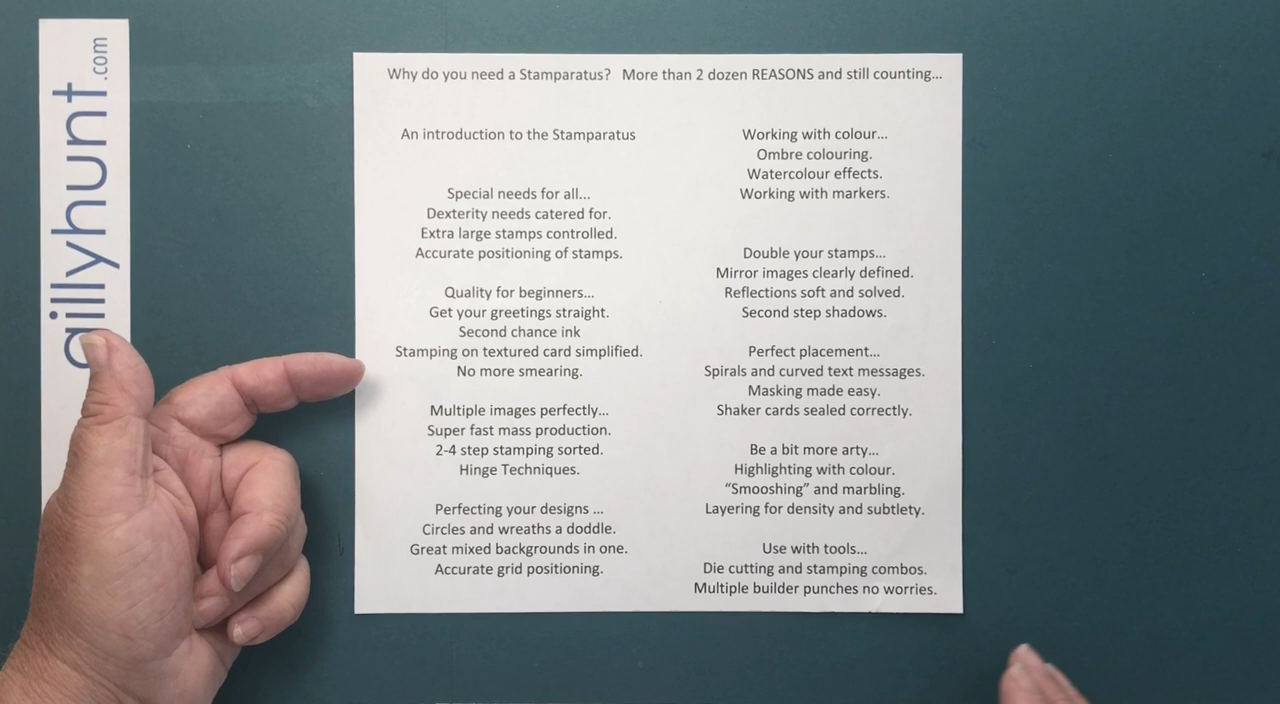 gillyhunt.com
Why do you need a Stamparatus? More than 2 dozen REASONS and still counting...
An introduction to the Stamparatus
Special needs for all...
Dexterity needs catered for.
Extra large stamps controlled.
Accurate positioning of stamps.
Quality for beginners...
Get your greetings straight.
Second chance ink
Stamping on textured card simplified.
No more smearing.
Multiple images perfectly...
Super fast mass production.
2-4 step stamping sorted.
Hinge Techniques.
Perfecting your designs ...
Circles and wreaths a doddle.
Great mixed backgrounds in one.
Accurate grid positioning.
Working with colour...
Ombre colouring.
Watercolour effects.
Working with markers.
Double your stamps...
Mirror images clearly defined.
Reflections soft and solved.
Second step shadows.
Perfect placement...
Spirals and curved text messages.
Masking made easy.
Shaker cards sealed correctly.
Be a bit more arty...
Highlighting with colour.
“Smooshing” and marbling.
Layering for density and subtlety.
Use with tools...
Die cutting and stamping combos.
Multiple builder punches no worries.